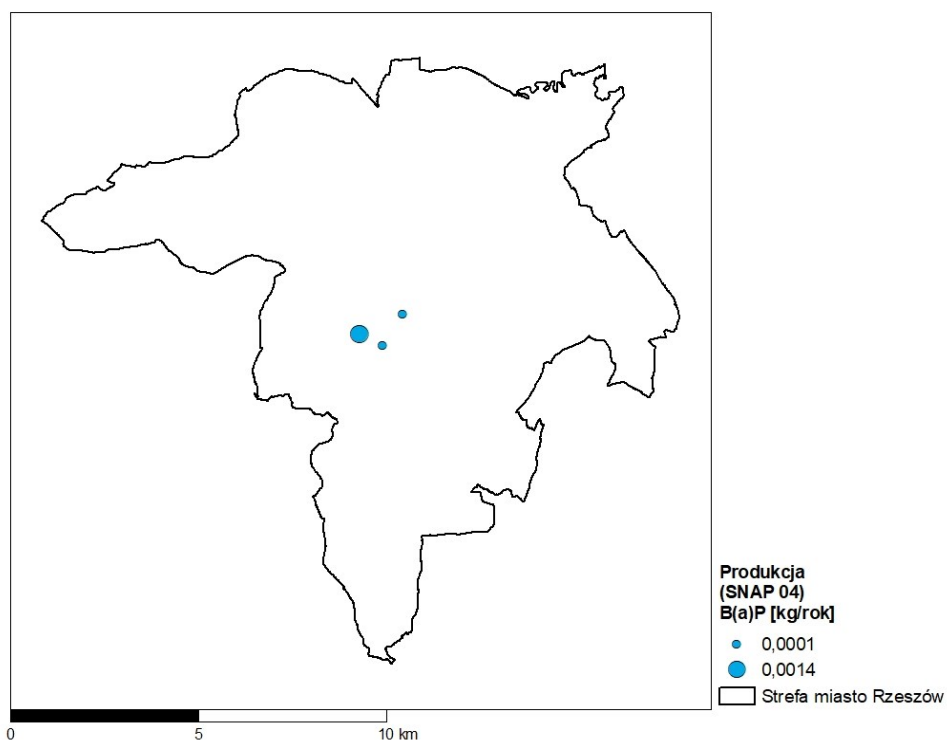 Produkcja
(SNAP 04)
B(a)P [kg/rok]
0,0001
0,0014
Strefa miasto Rzeszów
0 5 10 km